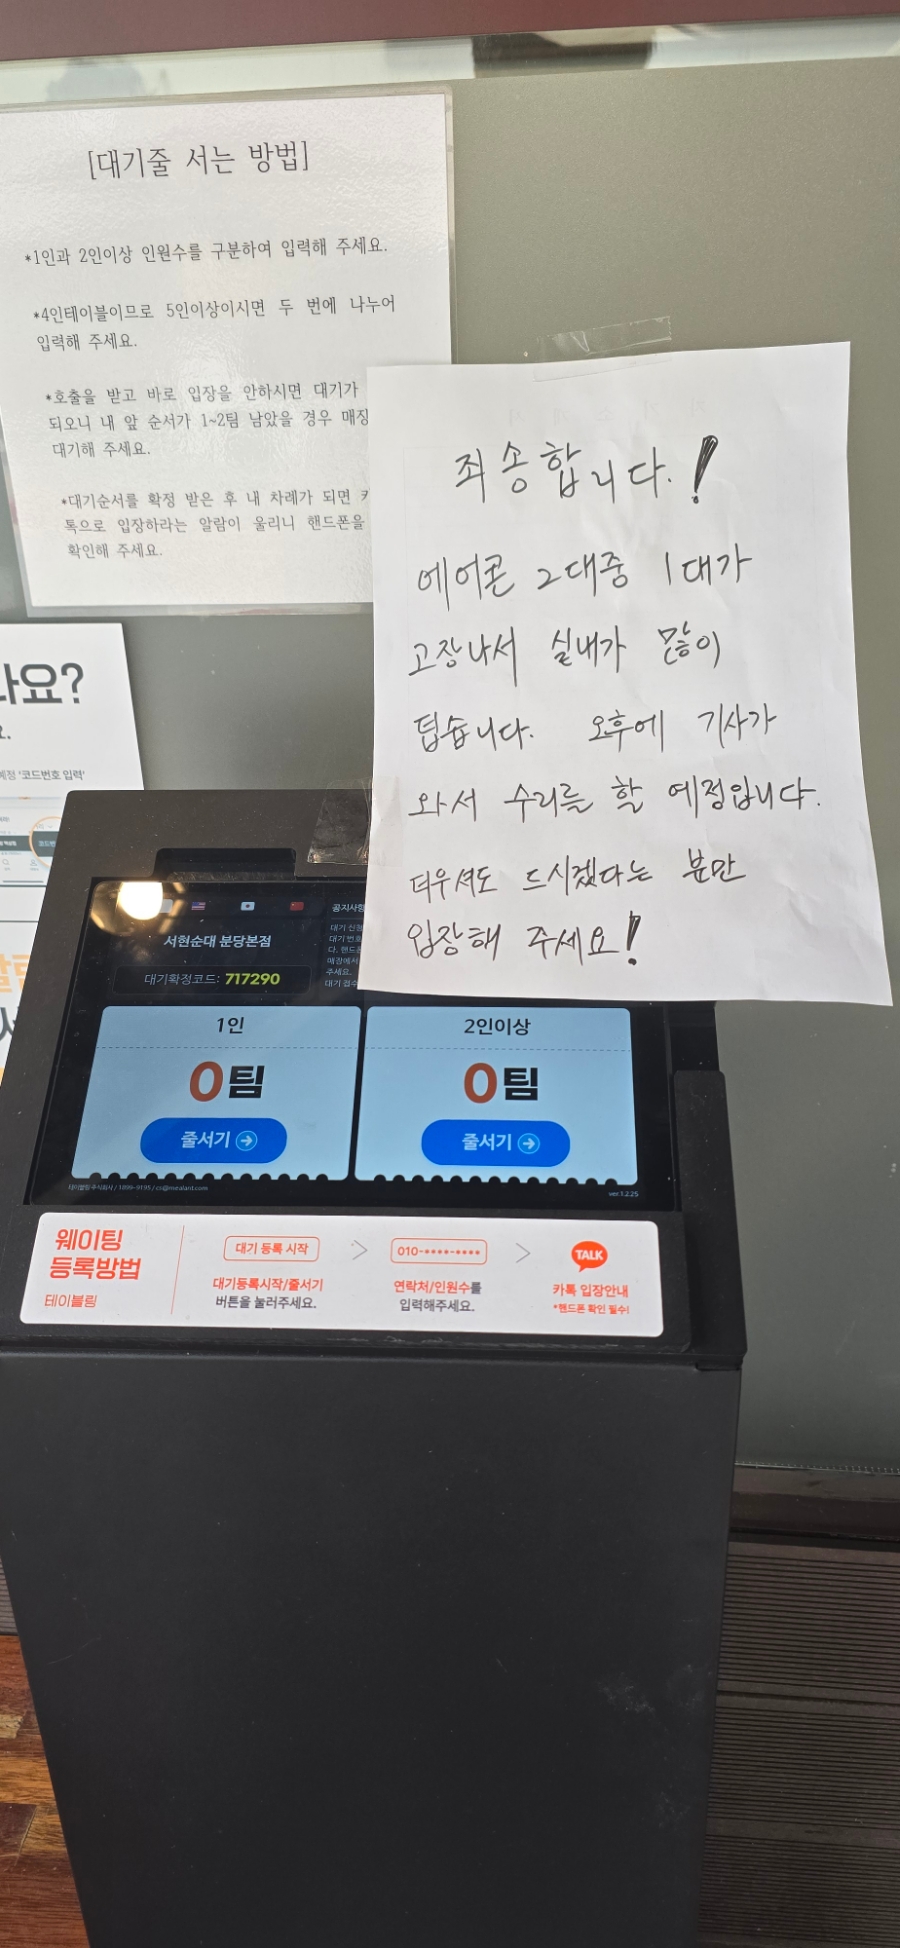 [대기줄 서는 방법]
*1인과 2인이상 인원수를 구분하여 입력해 주세요.
*4인테이블이므로 5인이상이시면 두 번에 나누어
입력해 주세요.
*호출을 받고 바로 입장을 안하시면 대기가
되오니 내 앞 순서가 1~2팀 남았을 경우
대기해 주세요.
*대기순서를 확정 받은 후 내 차례가 되면
톡으로 입장하라는 알람이 울리니 핸드폰을
확인해 주세요.
죄송합니다.!
에어콘 2대중 1대가
고장나서 실내가 많이
덥습니다. 오후에 기사가
와서 수리를 할 예정입니다.
더우셔도 드시겠다는 분만
입장해 주세요!
나요?
'코드번호 입력'
공지사항
서현순대 분당본점
대기확정코드: 717290
1인
0팀
줄서기
2인이상
0팀
줄서기
ver.1.2.25
웨이팅
등록방법
테이블링
대기 등록 시작
대기등록시작/줄서기
버튼을 눌러주세요.
010-••••-••••
연락처/인원수를
입력해주세요.
TALK
카톡 입장안내
*핸드폰 확인 필수!